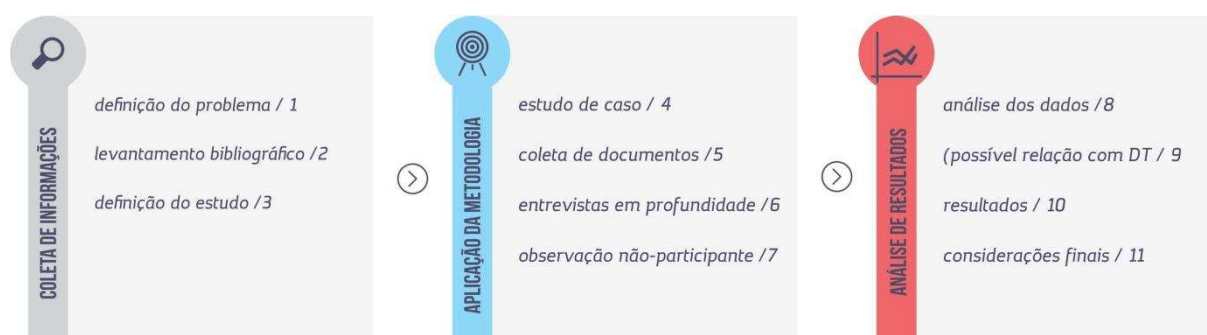 COLETA DE INFORMAÇÕES
definição do problema / 1
levantamento bibliográfico /2
definição do estudo /3
APLICAÇÃO DA METODOLOGIA
estudo de caso / 4
coleta de documentos /5
entrevistas em profundidade /6
observação não-participante /7
ANÁLISE DE RESULTADOS
análise dos dados /8
(possível relação com DT / 9
resultados / 10
considerações finais / 11